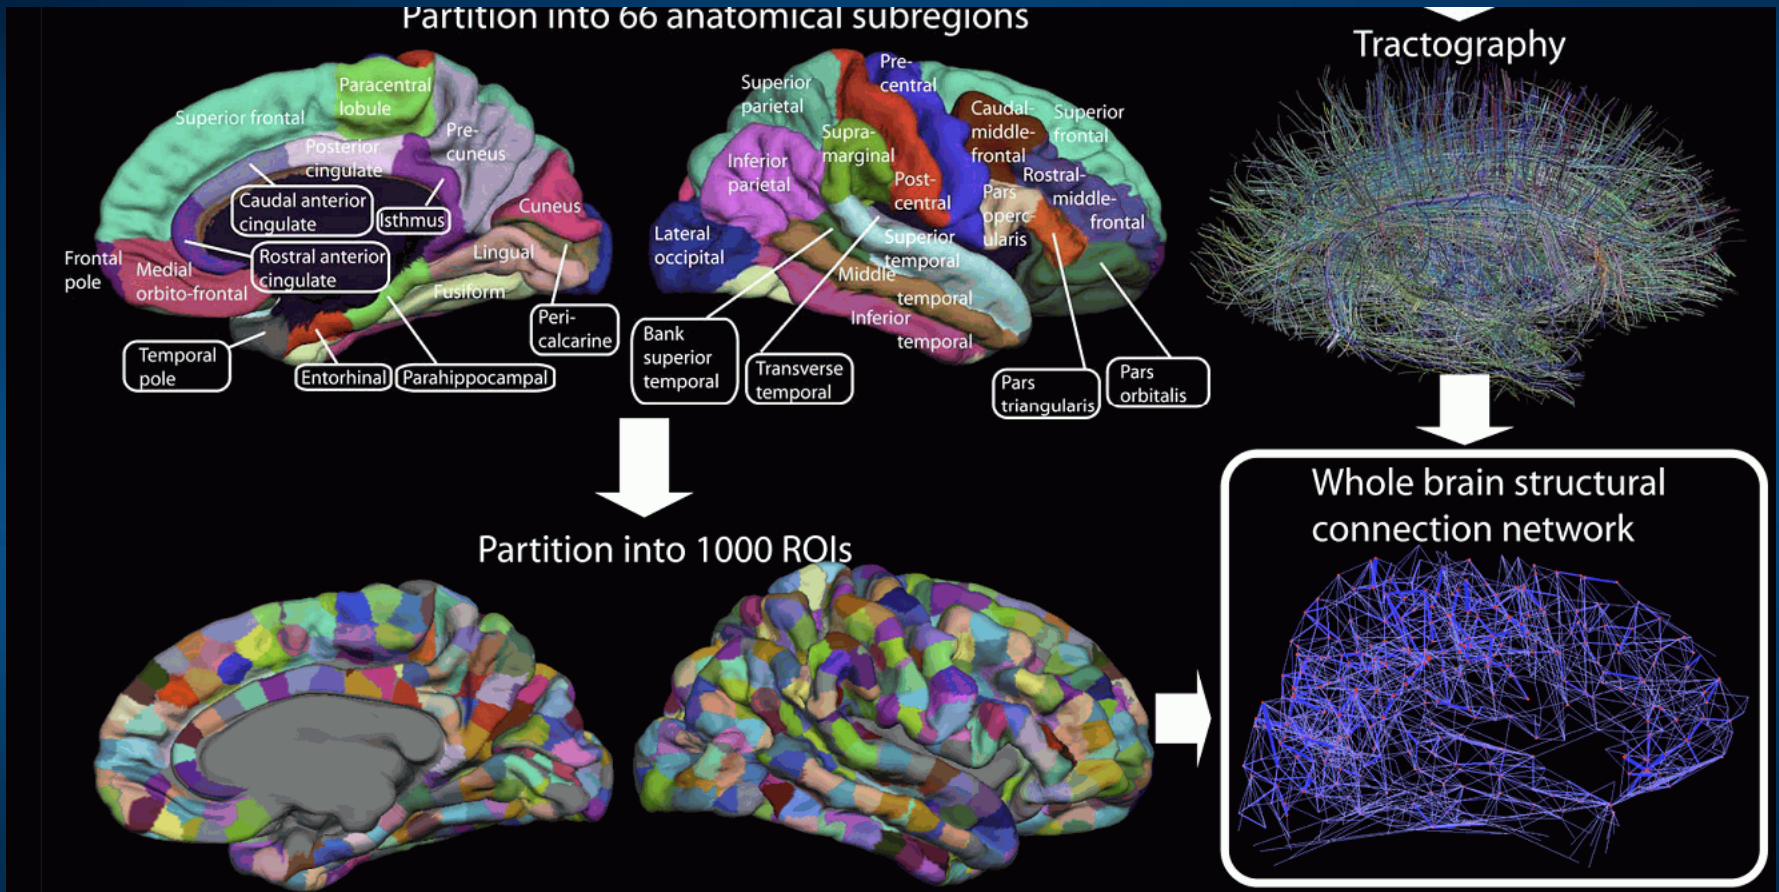 Partition into 66 anatomical subregions
Tractography
Superior frontal
Paracentral
lobule
Pre-
cuneus
Posterior
cingulate
Caudal anterior
cingulate
Isthmus
Cuneus
Rostral anterior
cingulate
Frontal
pole
Medial
orbito-frontal
Lingual
Fusiform
Peri-
calcarine
Temporal
pole
Entorhinal
Parahippocampal
Superior
parietal
Pre-
central
Caudal-
middle-
frontal
Superior
frontal
Supra-
marginal
Inferior
parietal
Post-
central
Rostral-
middle-
frontal
Pars
operc-
ularis
Lateral
occipital
Superior
temporal
Middle
temporal
Inferior
temporal
Bank
superior
temporal
Transverse
temporal
Pars
triangularis
Pars
orbitalis
Partition into 1000 ROIs
Whole brain structural
connection network